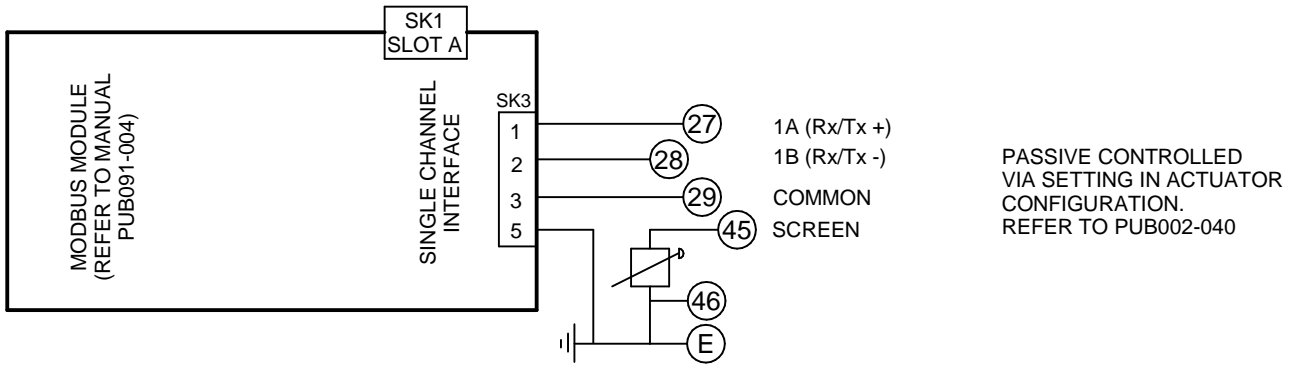 SK1
SLOT A
MODBUS MODULE
(REFER TO MANUAL
PUB091-004)
SINGLE CHANNEL
INTERFACE
SK3
1
2
3
5
27
1A (Rx/Tx +)
28
1B (Rx/Tx -)
29
COMMON
45
SCREEN
46
E
PASSIVE CONTROLLED
VIA SETTING IN ACTUATOR
CONFIGURATION.
REFER TO PUB002-040